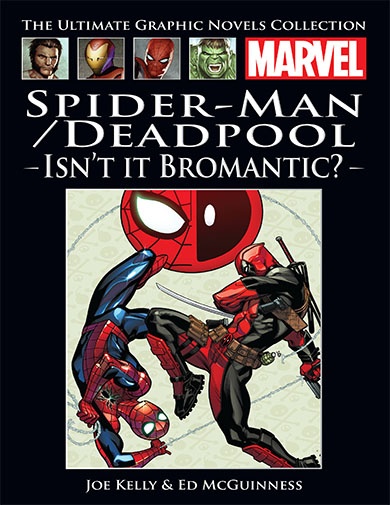 THE ULTIMATE GRAPHIC NOVELS COLLECTION
MARVEL
SPIDER-MAN
/DEADPOOL
-ISN'T IT BROMANTIC?-
JOE KELLY & ED MCGUINNESS